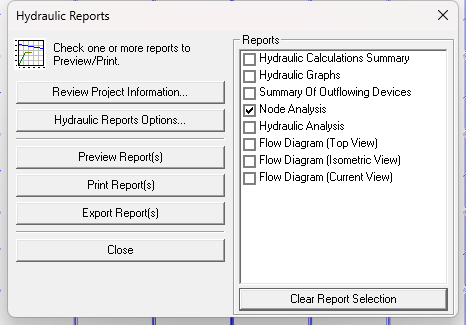 Hydraulic Reports
Check one or more reports to
Preview/Print.
Review Project Information...
Hydraulic Reports Options...
Preview Report(s)
Print Report(s)
Export Report(s)
Close
Reports
Hydraulic Calculations Summary
Hydraulic Graphs
Summary Of Outflowing Devices
Node Analysis
Hydraulic Analysis
Flow Diagram (Top View)
Flow Diagram (Isometric View)
Flow Diagram (Current View)
Clear Report Selection